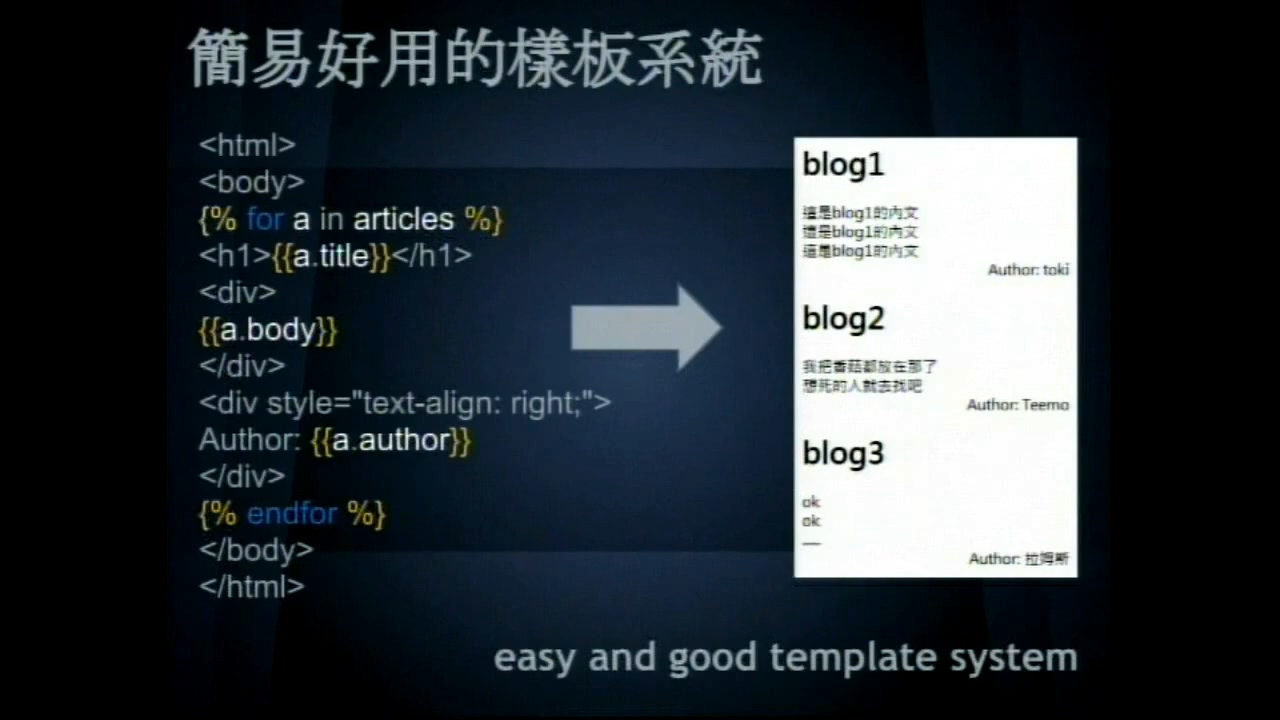 簡易好用的樣板系統
<html>
<body>
{% for a in articles %}
<h1>{{a.title}}</h1>
<div>
{{a.body}}
</div>
<div style="text-align: right;">
Author: {{a.author}}
</div>
{% endfor %}
</body>
</html>
blog1
這是blog1的內文
這是blog1的內文
這是blog1的內文
Author: toki
blog2
我把香菇都放在那了
想死的人就去找吧
Author: Teemo
blog3
ok
ok
—
Author: 拉姆斯
easy and good template system